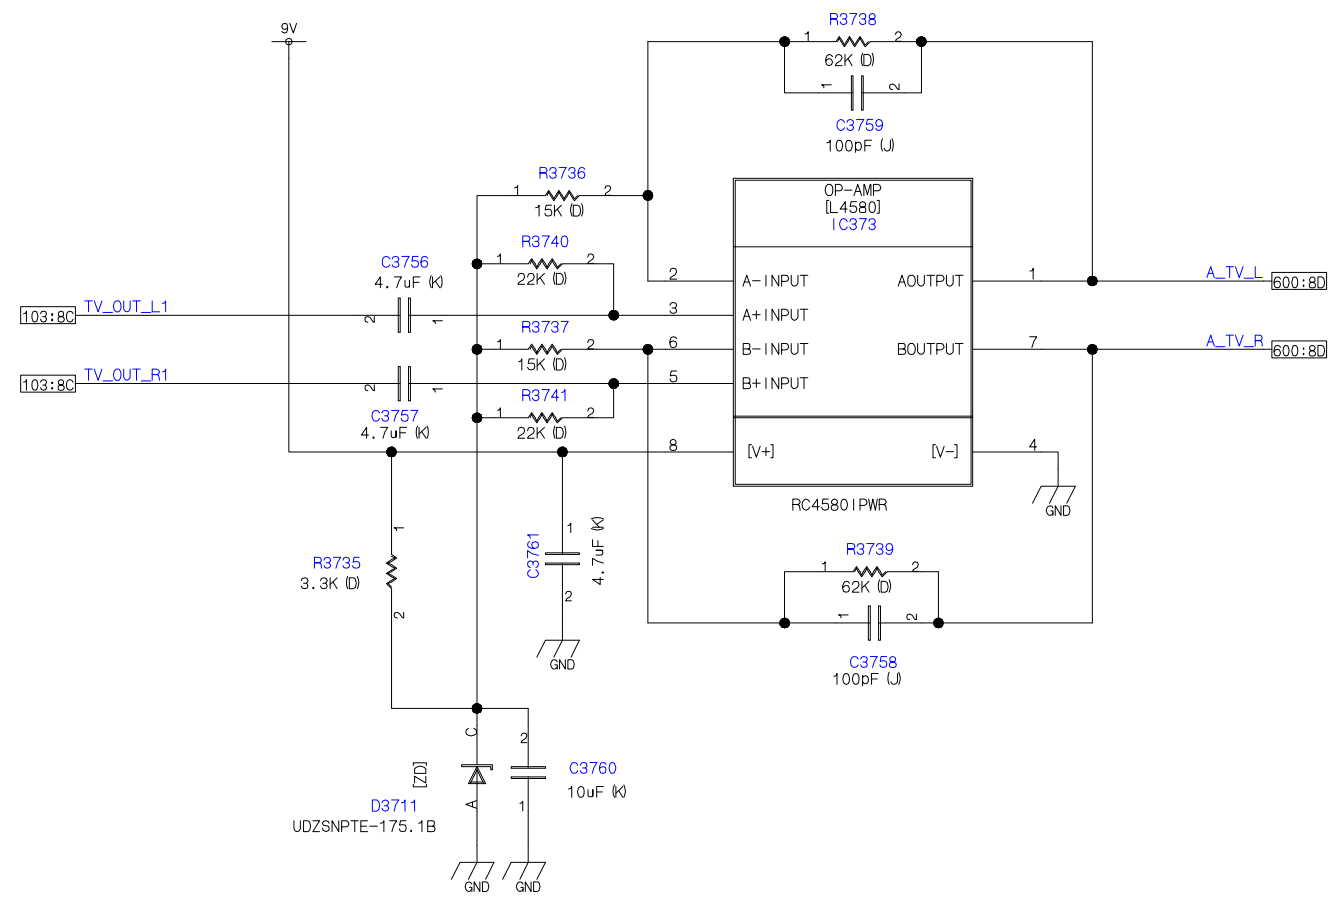 9V
R3738
1 2
62K (D)
1 2
C3759
100pF (J)
R3736
1 2
15K (D)
OP-AMP
[L4580]
IC373
R3740
1 2
22K (D)
C3756
4.7uF (K)
2 A-INPUT AOUTPUT 1 A_TV_L 600:8D
103:8C TV_OUT_L1 2 1 3 A+INPUT
R3737
1 2
15K (D)
6 B-INPUT BOUTPUT 7 A_TV_R 600:8D
103:8C TV_OUT_R1 2 1 5 B+INPUT
R3741
1 2
22K (D)
C3757
4.7uF (K)
8 [V+] [V-] 4
RC4580IPWR
GND
1
R3735
3.3K (D)
2
1
C3761
4.7uF (K)
2
GND
R3739
1 2
62K (D)
1 2
C3758
100pF (J)
C
[ZD]
A
D3711
UDZSNPTE-175.1B
2
C3760
10uF (K)
1
GND
GND